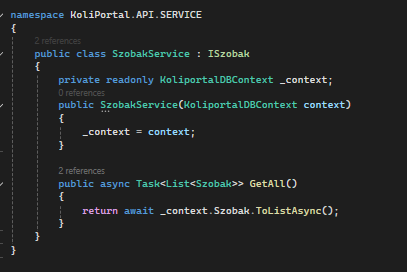 namespace KoliPortal.API.SERVICE
{
2 references
public class SzobakService : ISzobak
{
private readonly KoliportalDBContext _context;
0 references
public SzobakService(KoliportalDBContext context)
{
_context = context;
}
2 references
public async Task<List<Szobak>> GetAll()
{
return await _context.Szobak.ToListAsync();
}
}
}